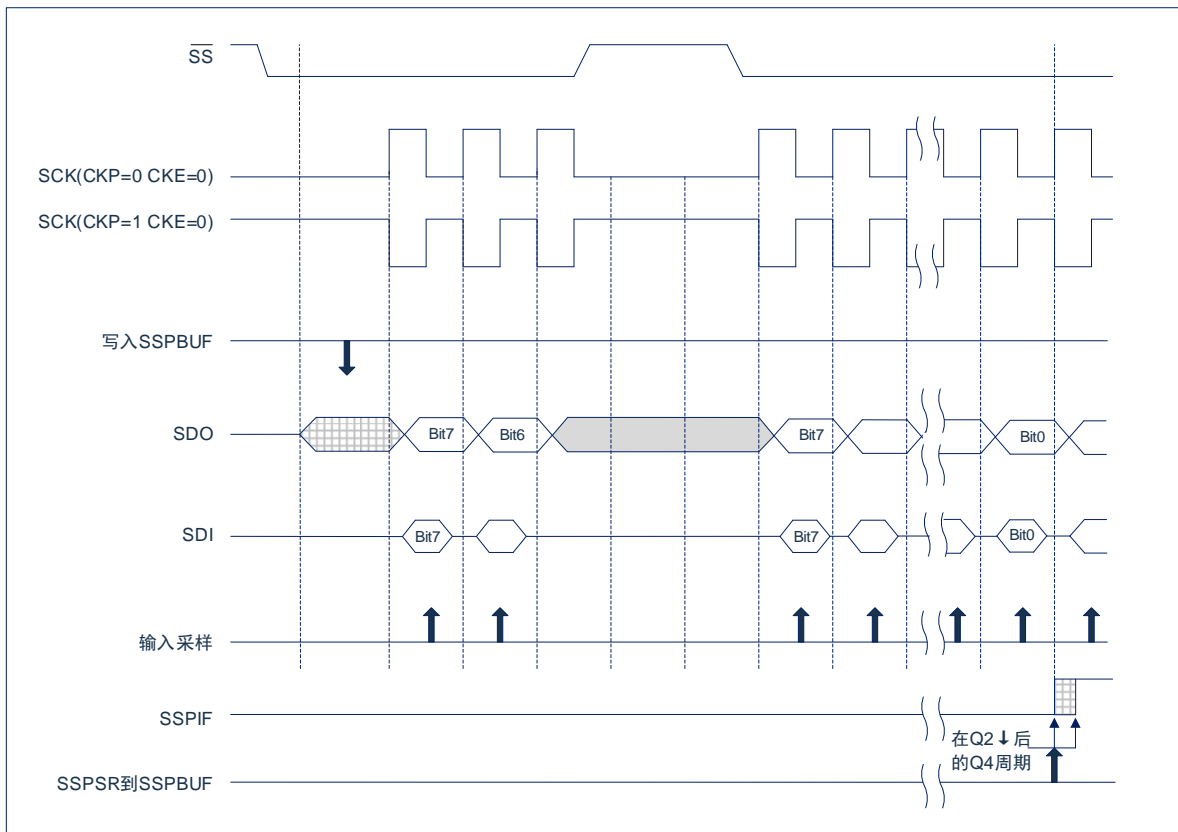 SS
SCK(CKP=0 CKE=0)
SCK(CKP=1 CKE=0)
写入SSPBUF
SDO
Bit7
Bit6
Bit7
Bit0
SDI
Bit7
Bit7
Bit0
输入采样
SSPIF
在Q2↓后
的Q4周期
SSPSR到SSPBUF